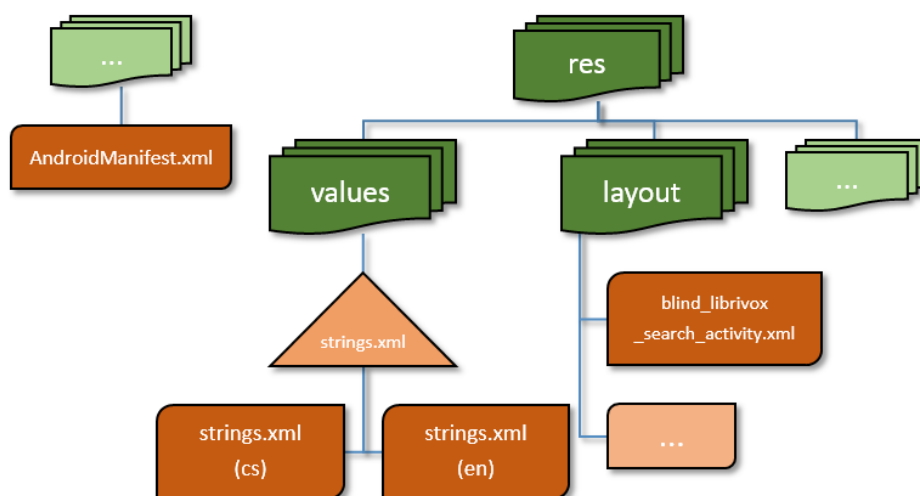 ...
res
AndroidManifest.xml
values
layout
...
blind_librivox
_search_activity.xml
strings.xml
strings.xml
(cs)
strings.xml
(en)
...